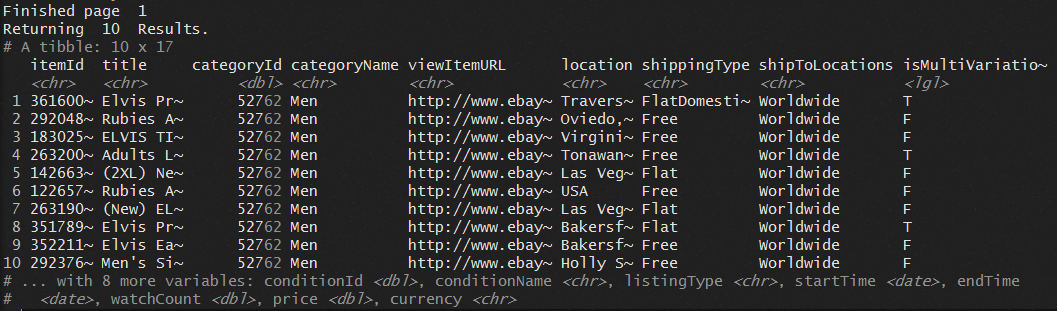 Finished page  1
Returning  10  Results.
# A tibble: 10 x 17
   itemId  title      categoryId categoryName viewItemURL      location shippingType shipToLocations isMultiVariatio~
   <chr>   <chr>           <dbl> <chr>        <chr>            <chr>    <chr>        <chr>           <lgl>
 1 361600~ Elvis Pr~       52762 Men          http://www.ebay~ Travers~ FlatDomesti~ Worldwide       T
 2 292048~ Rubies A~       52762 Men          http://www.ebay~ Oviedo,~ Free         Worldwide       F
 3 183025~ ELVIS TI~       52762 Men          http://www.ebay~ Virgini~ Free         Worldwide       F
 4 263200~ Adults L~       52762 Men          http://www.ebay~ Tonawan~ Free         Worldwide       T
 5 142663~ (2XL) Ne~       52762 Men          http://www.ebay~ Las Veg~ Flat         Worldwide       F
 6 122657~ Rubies A~       52762 Men          http://www.ebay~ USA      Free         Worldwide       F
 7 263190~ (New) EL~       52762 Men          http://www.ebay~ Las Veg~ Flat         Worldwide       F
 8 351789~ Elvis Pr~       52762 Men          http://www.ebay~ Bakersf~ Flat         Worldwide       T
 9 352211~ Elvis Ea~       52762 Men          http://www.ebay~ Bakersf~ Free         Worldwide       F
10 292376~ Men's Si~       52762 Men          http://www.ebay~ Holly S~ Free         Worldwide       F
# ... with 8 more variables: conditionId <dbl>, conditionName <chr>, listingType <chr>, startTime <date>, endTime
#   <date>, watchCount <dbl>, price <dbl>, currency <chr>